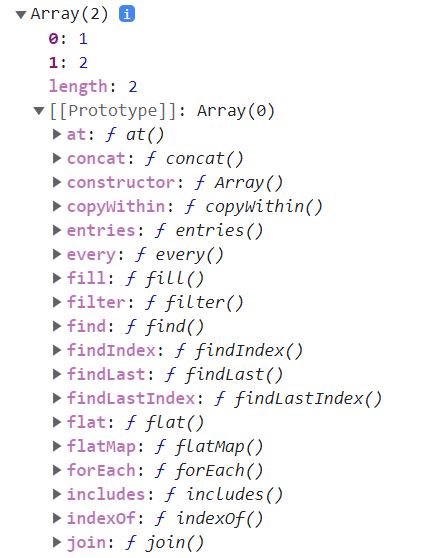 ▼Array(2) i
0: 1
1: 2
length: 2
▼[[Prototype]]: Array(0)
▶at: ƒ at()
▶concat: ƒ concat()
▶constructor: ƒ Array()
▶copyWithin: ƒ copyWithin()
▶entries: ƒ entries()
▶every: ƒ every()
▶fill: ƒ fill()
▶filter: ƒ filter()
▶find: ƒ find()
▶findIndex: ƒ findIndex()
▶findLast: ƒ findLast()
▶findLastIndex: ƒ findLastIndex()
▶flat: ƒ flat()
▶flatMap: ƒ flatMap()
▶forEach: ƒ forEach()
▶includes: ƒ includes()
▶indexOf: ƒ indexOf()
▶join: ƒ join()